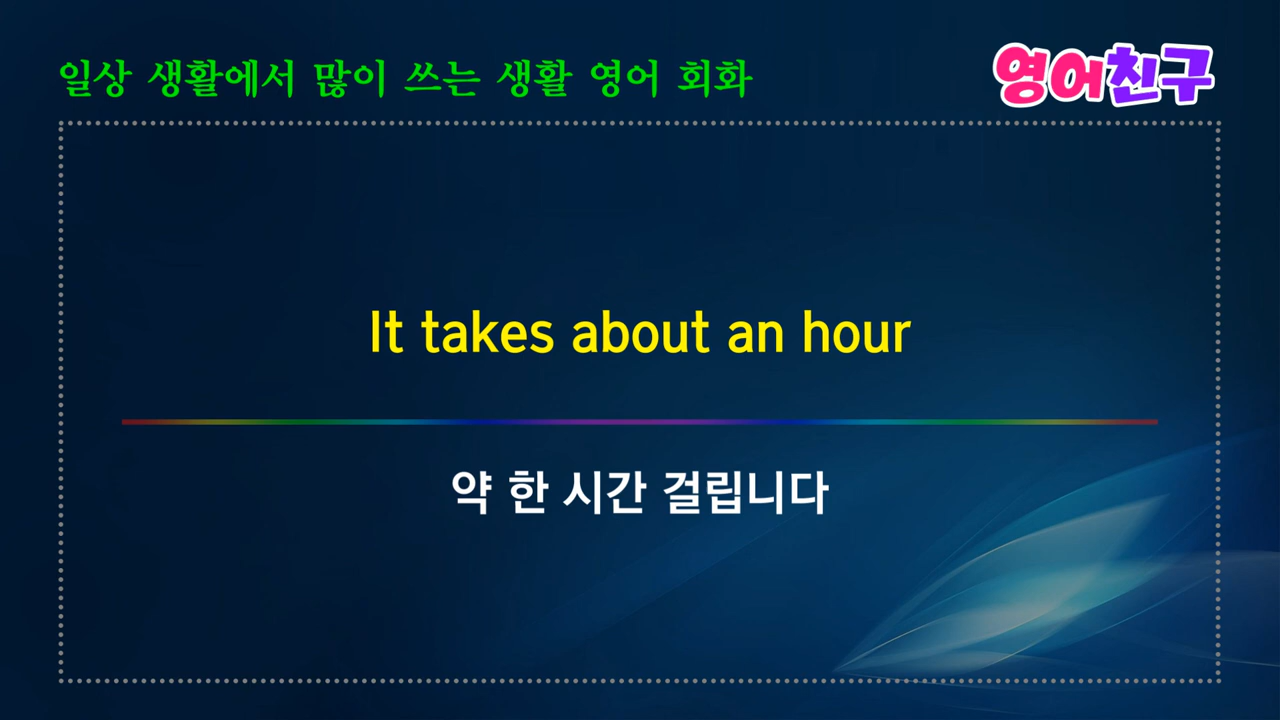 일상 생활에서 많이 쓰는 생활 영어 회화
영어친구
It takes about an hour
약 한 시간 걸립니다